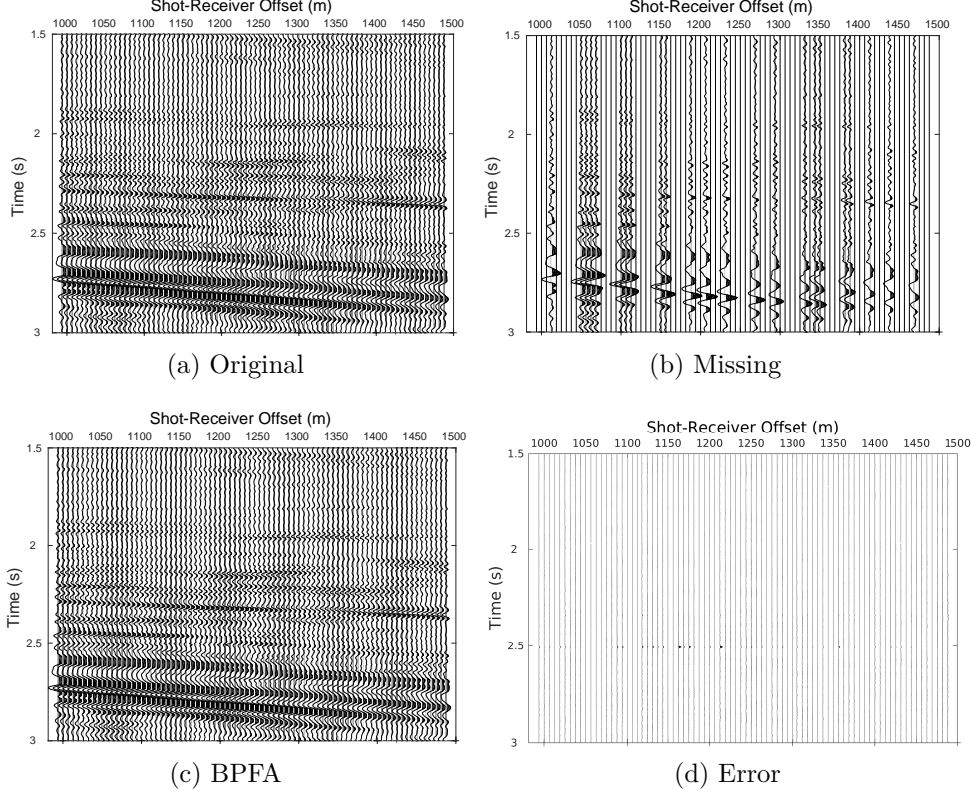 Shot-Receiver Offset (m)
1000 1050 1100 1150 1200 1250 1300 1350 1400 1450 1500
1.5
2
2.5
3
Time (s)
(a) Original
Shot-Receiver Offset (m)
1000 1050 1100 1150 1200 1250 1300 1350 1400 1450 1500
1.5
2
2.5
3
Time (s)
(b) Missing
Shot-Receiver Offset (m)
1000 1050 1100 1150 1200 1250 1300 1350 1400 1450 1500
1.5
2
2.5
3
Time (s)
(c) BPFA
Shot-Receiver Offset (m)
1000 1050 1100 1150 1200 1250 1300 1350 1400 1450 1500
1.5
2
2.5
3
Time (s)
(d) Error